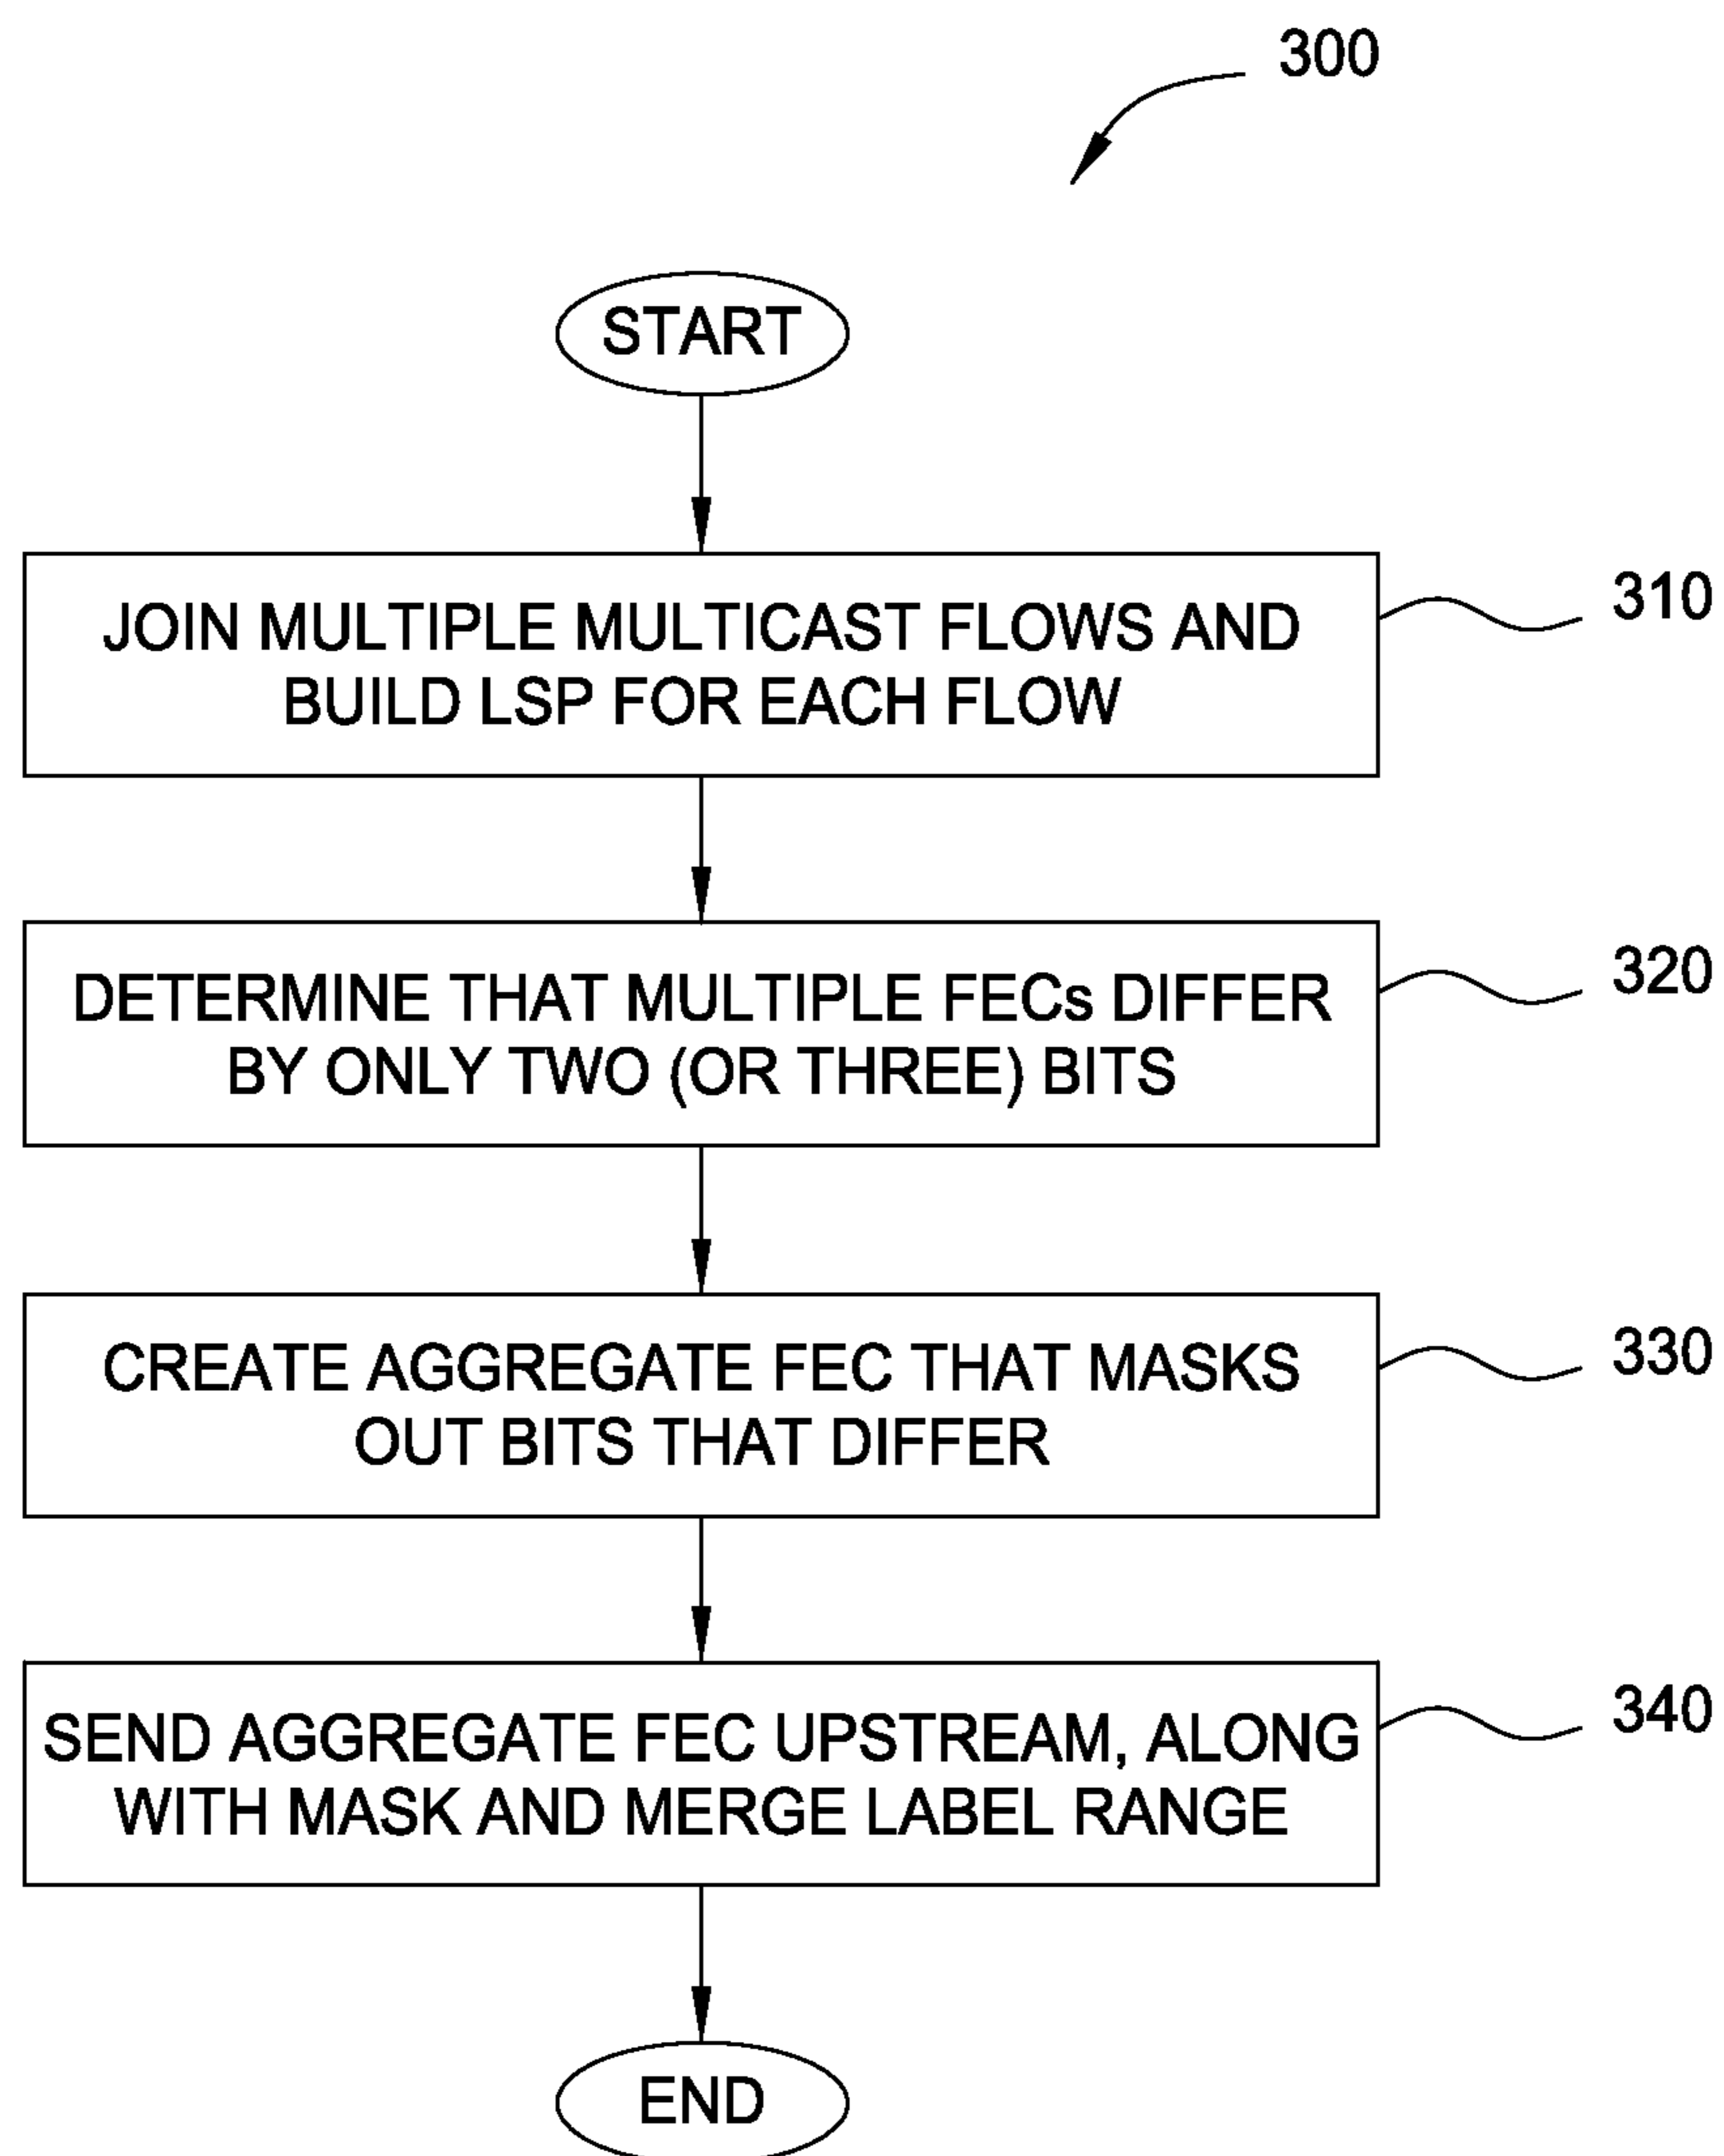 300
START
JOIN MULTIPLE MULTICAST FLOWS AND
BUILD LSP FOR EACH FLOW
310
DETERMINE THAT MULTIPLE FECs DIFFER
BY ONLY TWO (OR THREE) BITS
320
CREATE AGGREGATE FEC THAT MASKS
OUT BITS THAT DIFFER
330
SEND AGGREGATE FEC UPSTREAM, ALONG
WITH MASK AND MERGE LABEL RANGE
340
END